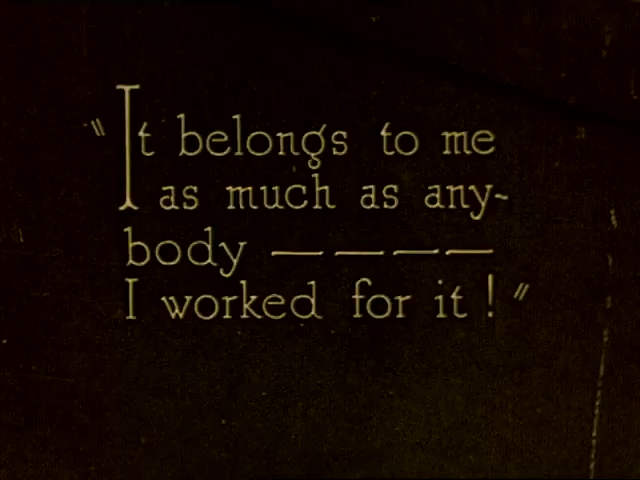 "It belongs to me
as much as any-
body — — — —
I worked for it!"